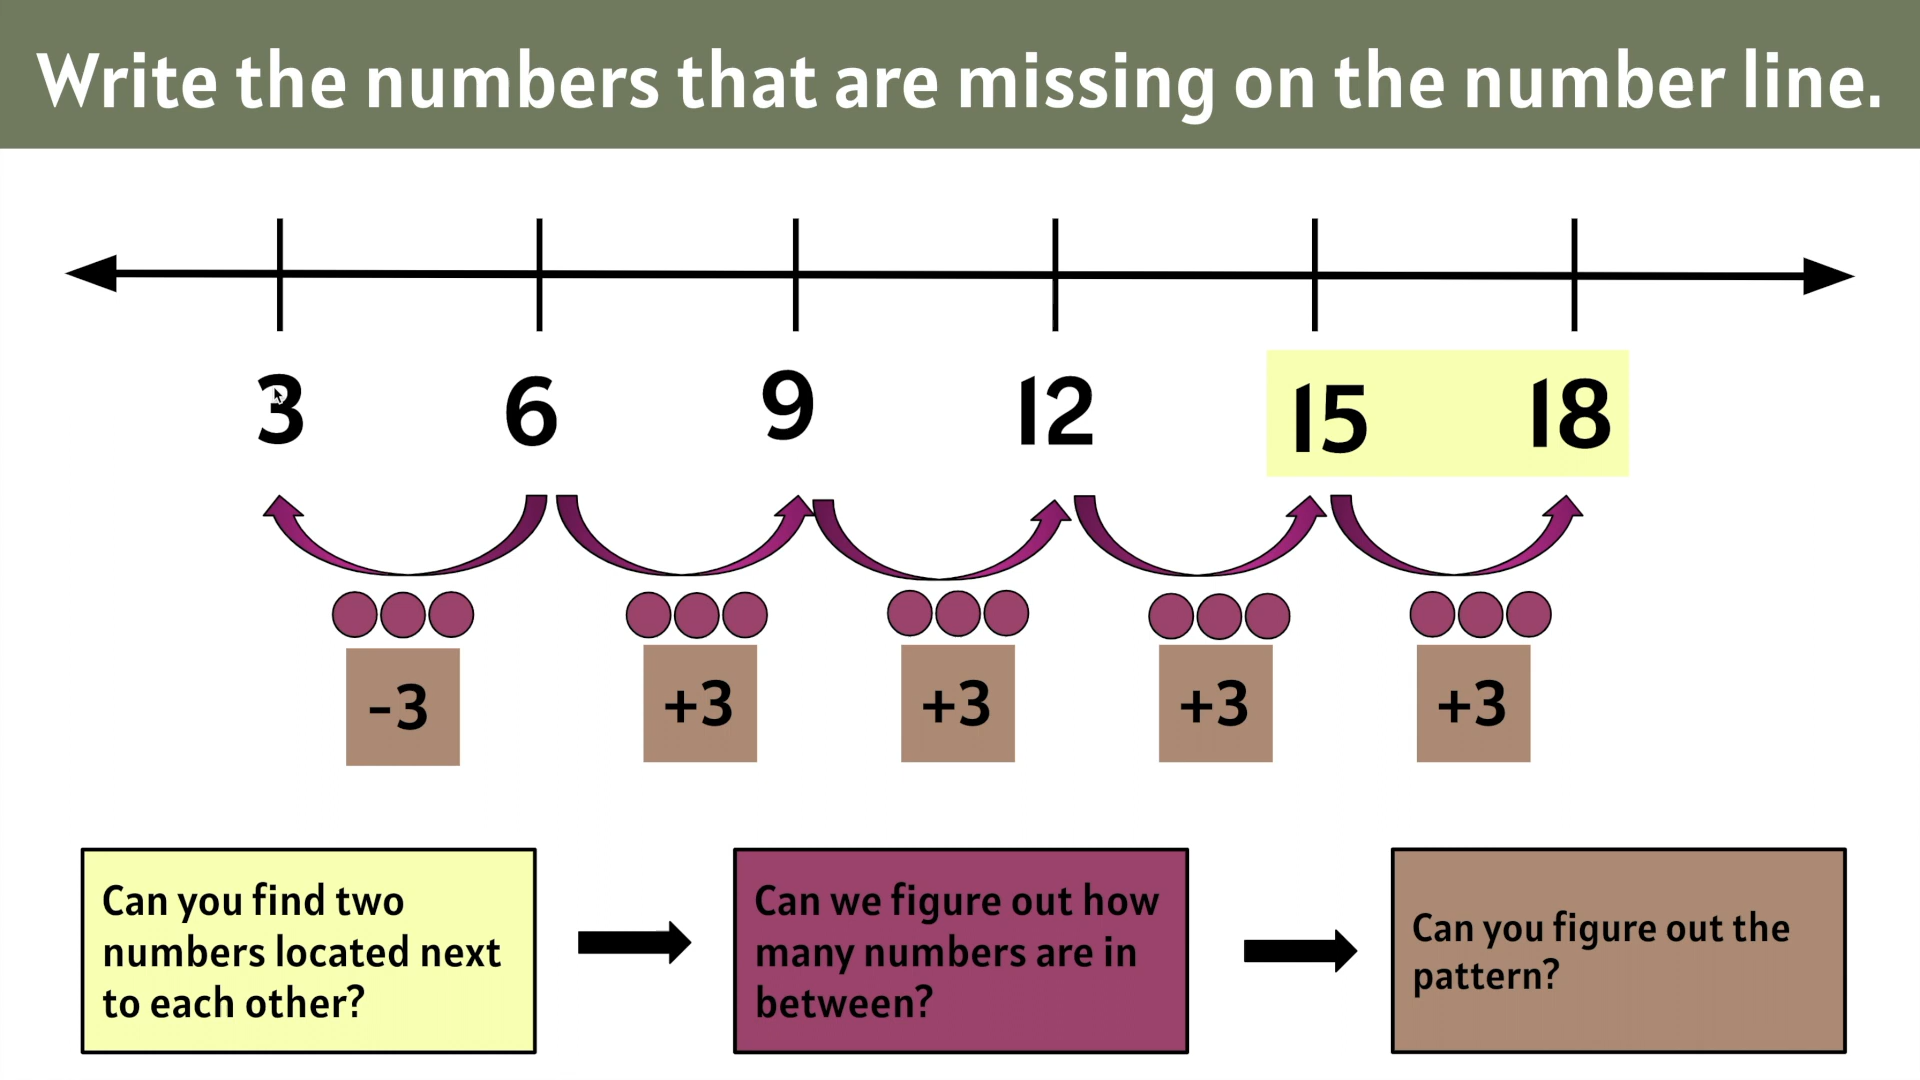 Write the numbers that are missing on the number line.
3 6 9 12 15 18
-3 +3 +3 +3 +3
Can you find two
numbers located next
to each other?
Can we figure out how
many numbers are in
between?
Can you figure out the
pattern?